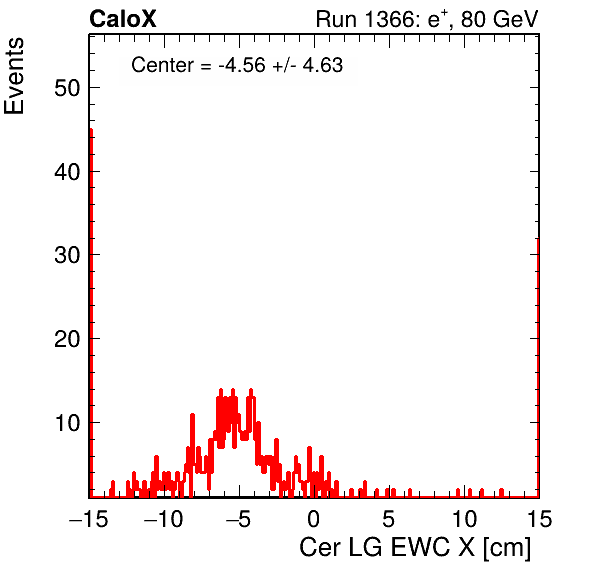 CaloX Run 1366: e⁺, 80 GeV
Center = -4.56 +/- 4.63
Events
50
40
30
20
10
−15 −10 −5 0 5 10 15
Cer LG EWC X [cm]